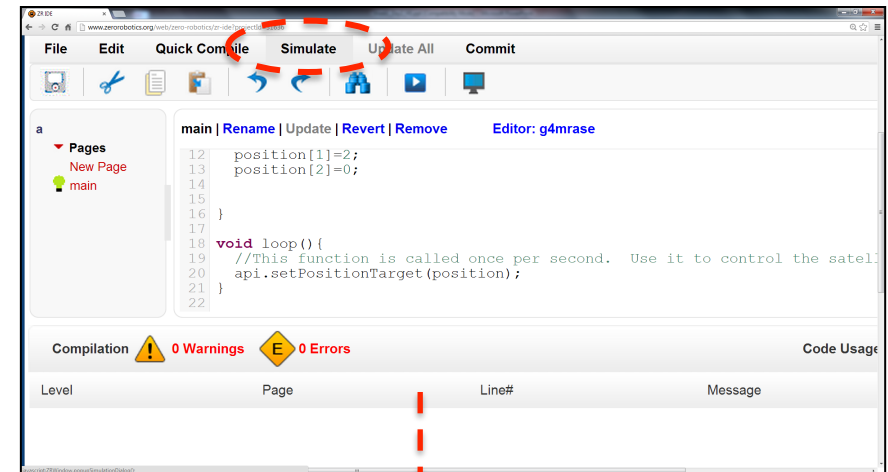 ZR IDE
www.zerorobotics.org/web/zero-robotics/zr-ide?projectId=
File Edit Quick Compile Simulate Update All Commit
a
Pages
New Page
main
main | Rename | Update | Revert | Remove Editor: g4mrase
12 position[1]=2;
13 position[2]=0;
14
15
16 }
17
18 void loop(){
19 //This function is called once per second. Use it to control the satell
20 api.setPositionTarget(position);
21 }
22
Compilation 0 Warnings E 0 Errors Code Usage
Level Page Line# Message